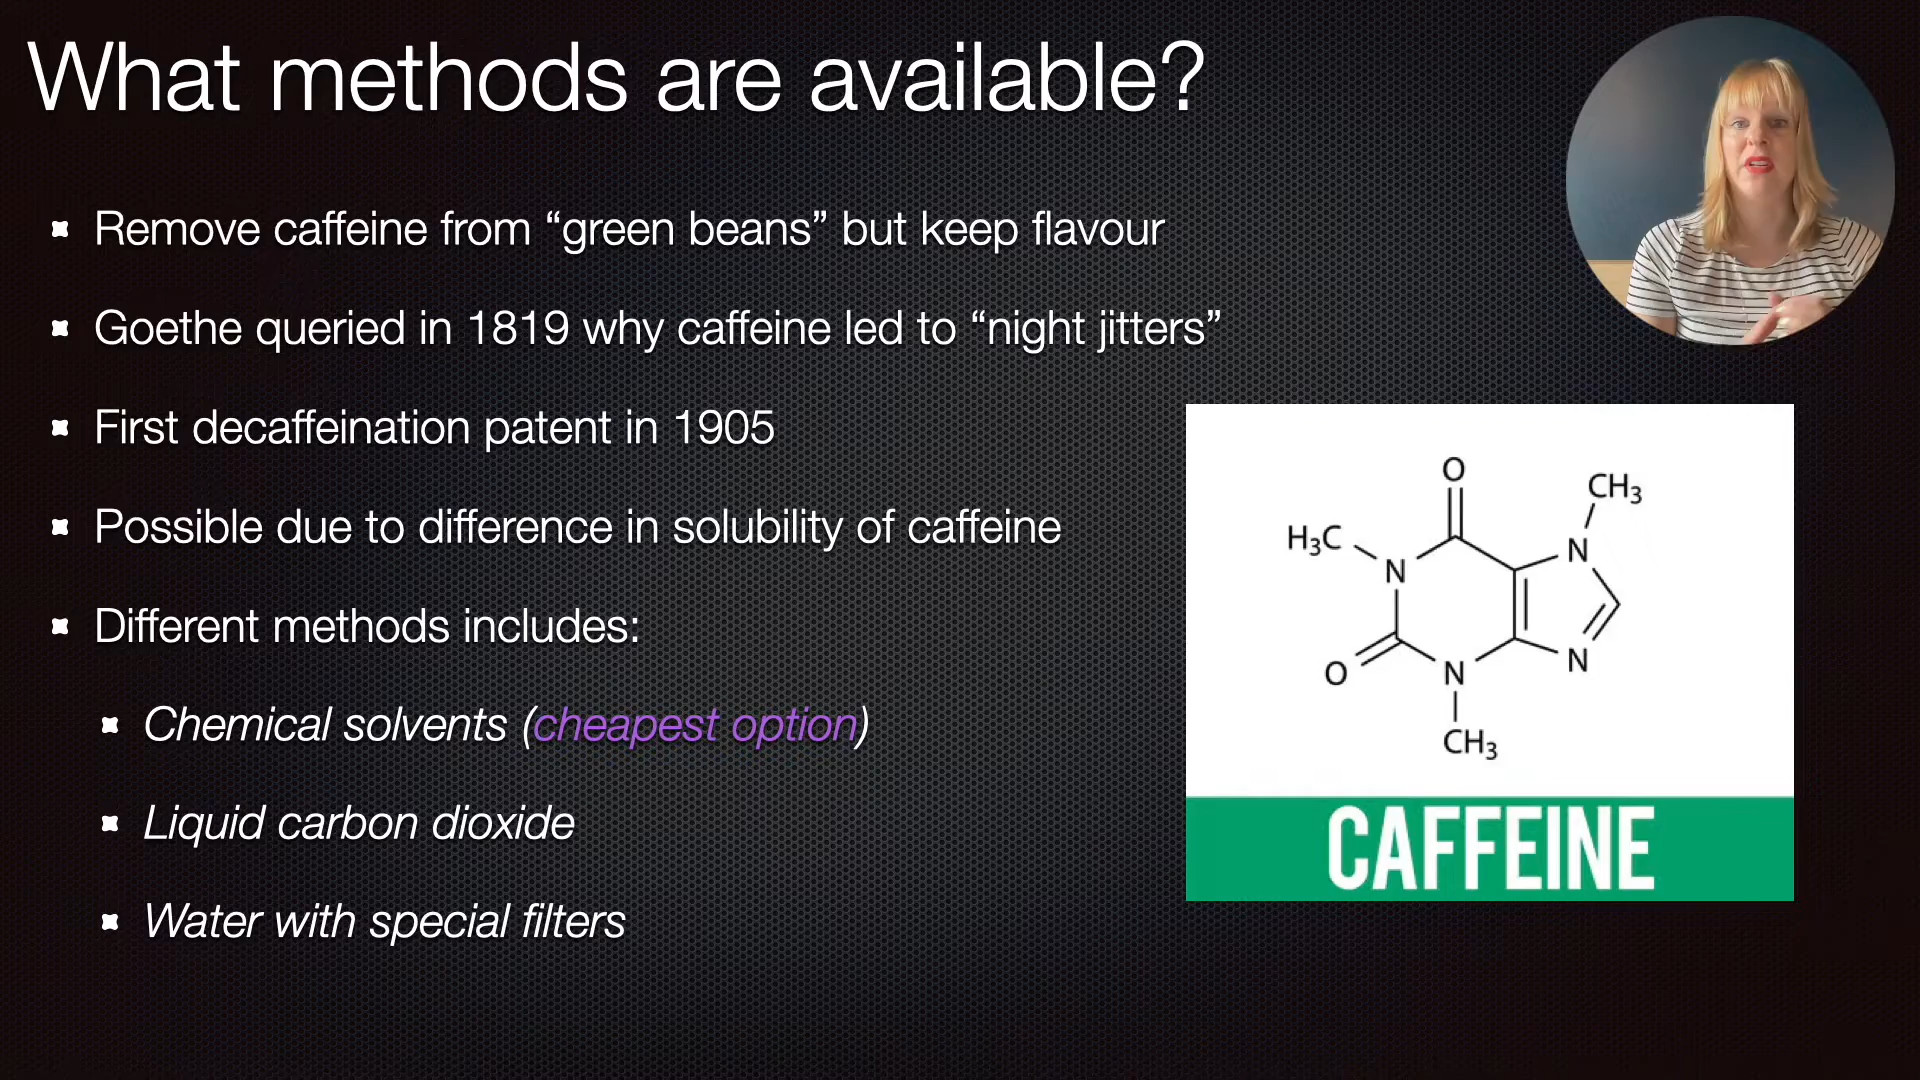 What methods are available?
Remove caffeine from “green beans” but keep flavour
Goethe queried in 1819 why caffeine led to “night jitters”
First decaffeination patent in 1905
Possible due to difference in solubility of caffeine
Different methods includes:
Chemical solvents (cheapest option)
Liquid carbon dioxide
Water with special filters
O
CH₃
H₃C
N
N
O
N
N
CH₃
CAFFEINE